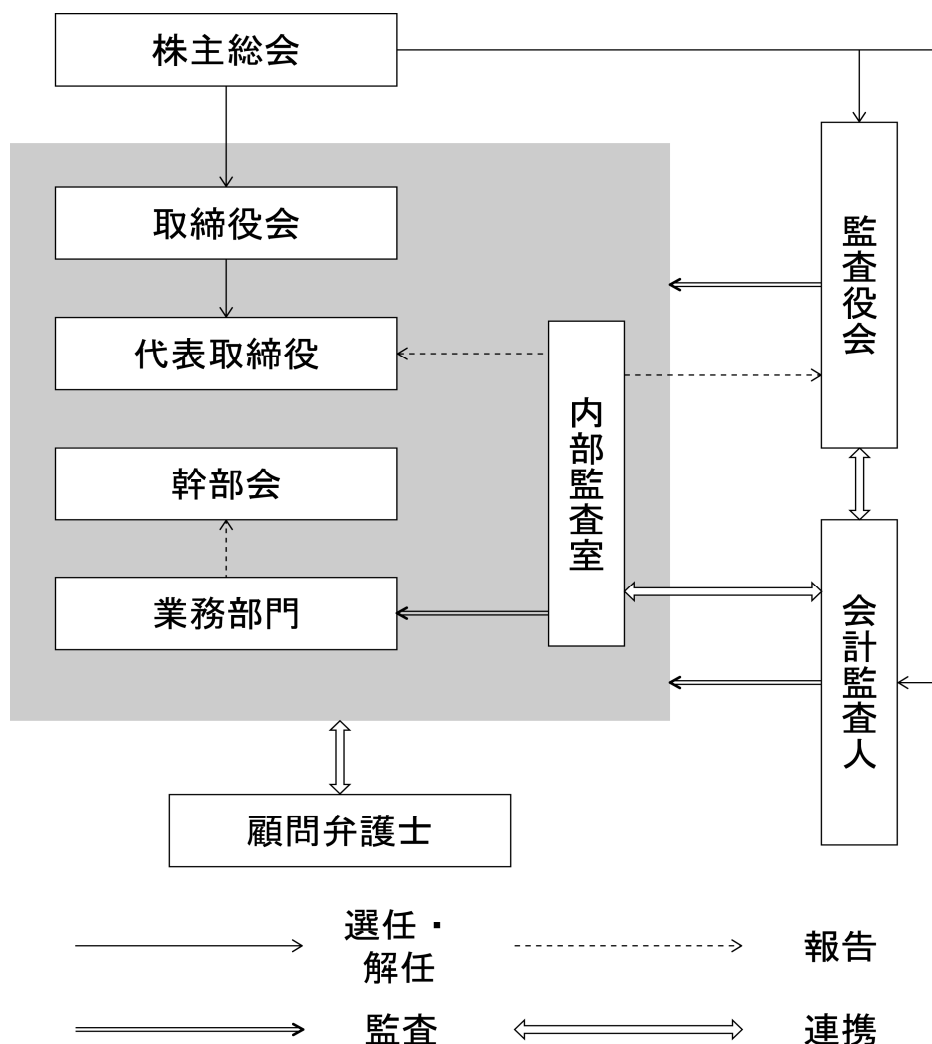 株主総会
取締役会
代表取締役
幹部会
業務部門
内部監査室
監査役会
会計監査人
顧問弁護士
選任・
解任
報告
監査
連携